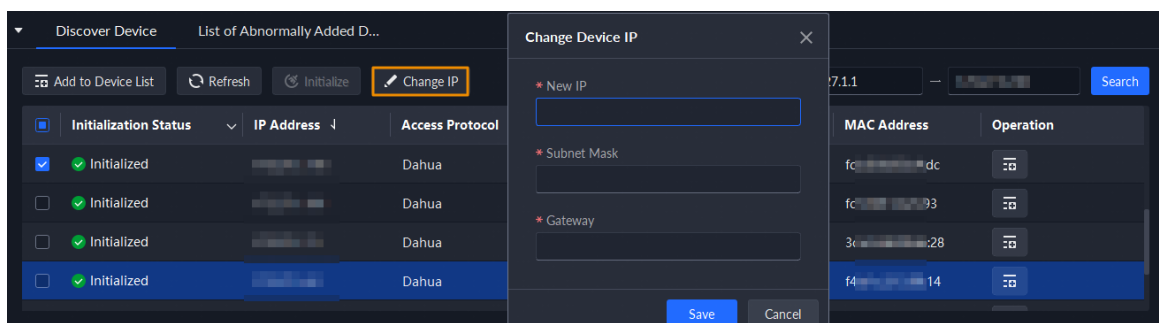 Discover Device List of Abnormally Added D...
Change Device IP
Add to Device List Refresh Initialize Change IP
7.1.1 — Search
* New IP
Initialization Status IP Address Access Protocol MAC Address Operation
Initialized Dahua fc dc
* Subnet Mask
Initialized Dahua fc 93
* Gateway
Initialized Dahua 3c :28
Initialized Dahua f4 14
Save Cancel